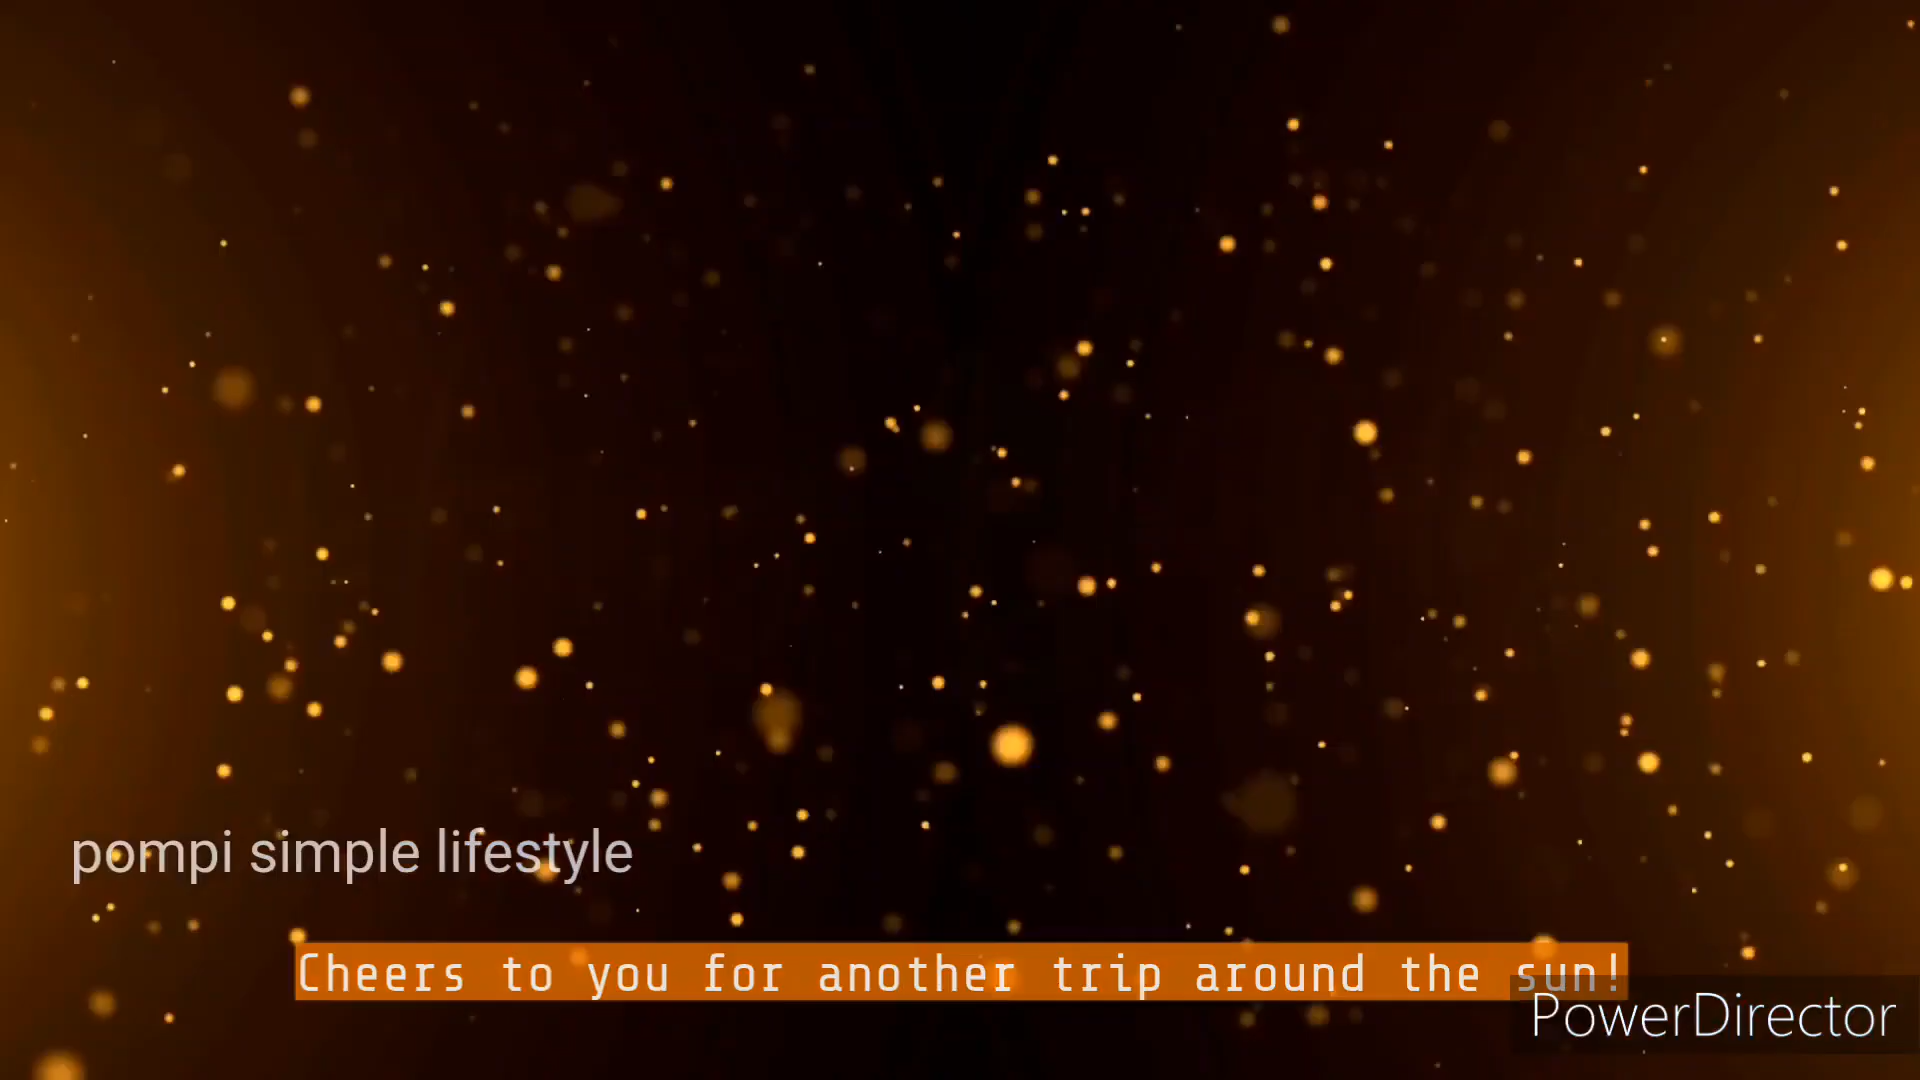 pompi simple lifestyle
Cheers to you for another trip around the sun!
PowerDirector